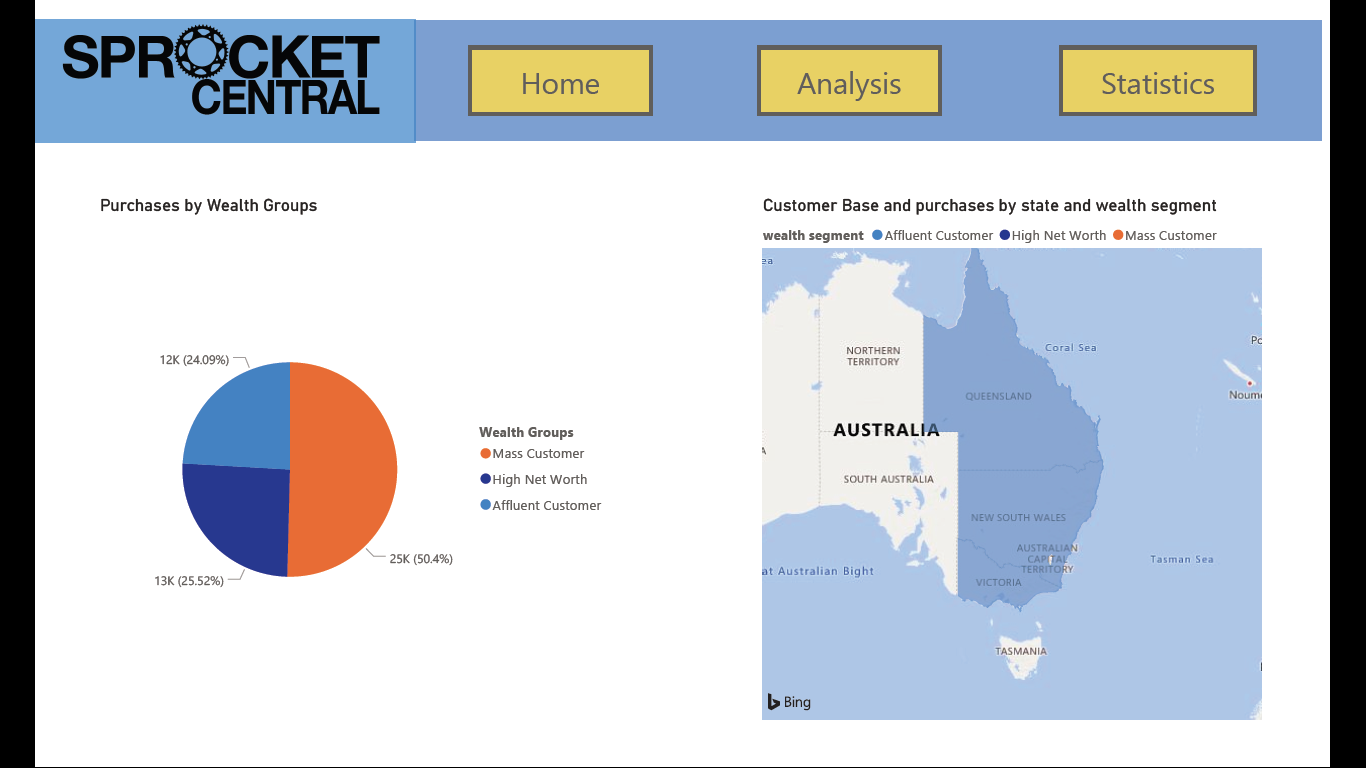 SPROCKET
CENTRAL
Home
Analysis
Statistics
Purchases by Wealth Groups
12K (24.09%)
13K (25.52%)
25K (50.4%)
Wealth Groups
Mass Customer
High Net Worth
Affluent Customer
Customer Base and purchases by state and wealth segment
wealth segment Affluent Customer High Net Worth Mass Customer
ea
NORTHERN
TERRITORY
Coral Sea
Po
QUEENSLAND
Noume
AUSTRALIA
A
SOUTH AUSTRALIA
NEW SOUTH WALES
AUSTRALIAN
CAPITAL
TERRITORY
Tasman Sea
at Australian Bight
VICTORIA
TASMANIA
Bing